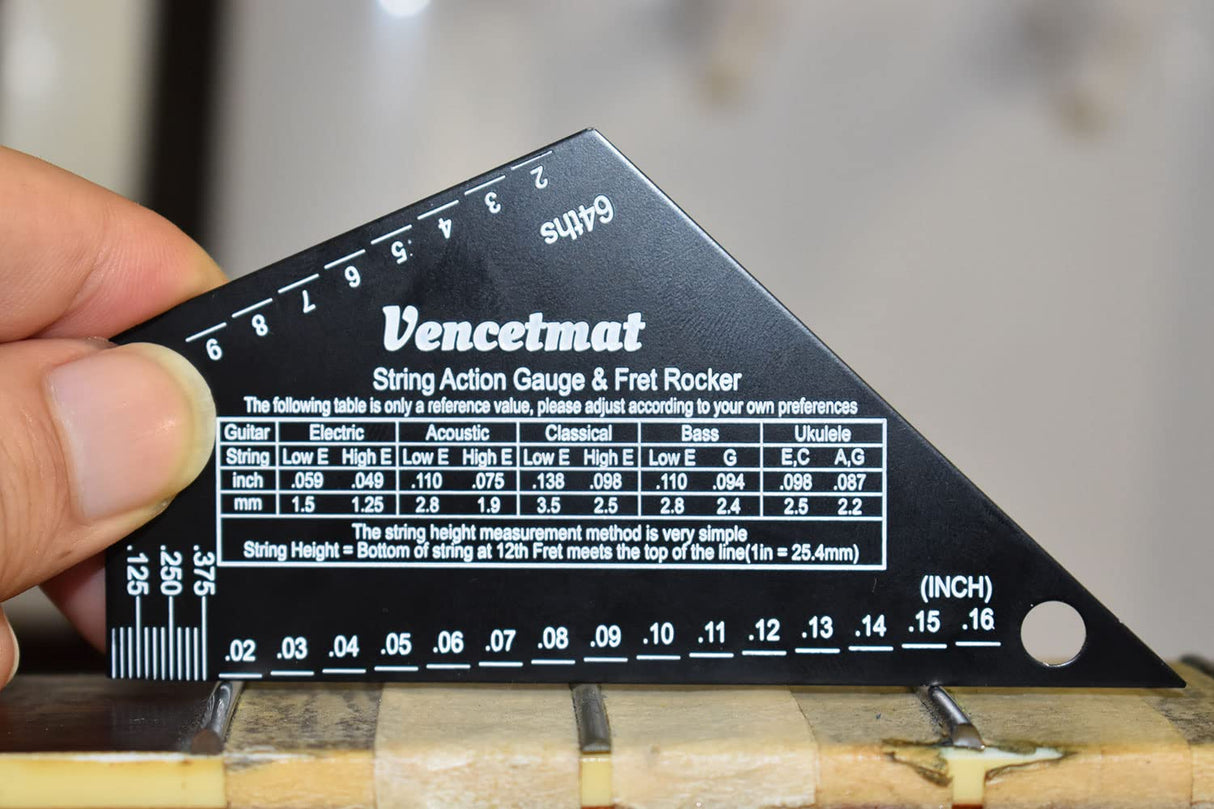 2 3 4 5 6 7 8 9
64ths
Vencetmat
String Action Gauge & Fret Rocker
The following table is only a reference value, please adjust according to your own preferences
Guitar Electric Acoustic Classical Bass Ukulele
String Low E High E Low E High E Low E High E Low E G E,C A,G
inch .059 .049 .110 .075 .138 .098 .110 .094 .098 .087
mm 1.5 1.25 2.8 1.9 3.5 2.5 2.8 2.4 2.5 2.2
The string height measurement method is very simple
String Height = Bottom of string at 12th Fret meets the top of the line(1in = 25.4mm)
.125 .250 .375
(INCH)
.02 .03 .04 .05 .06 .07 .08 .09 .10 .11 .12 .13 .14 .15 .16